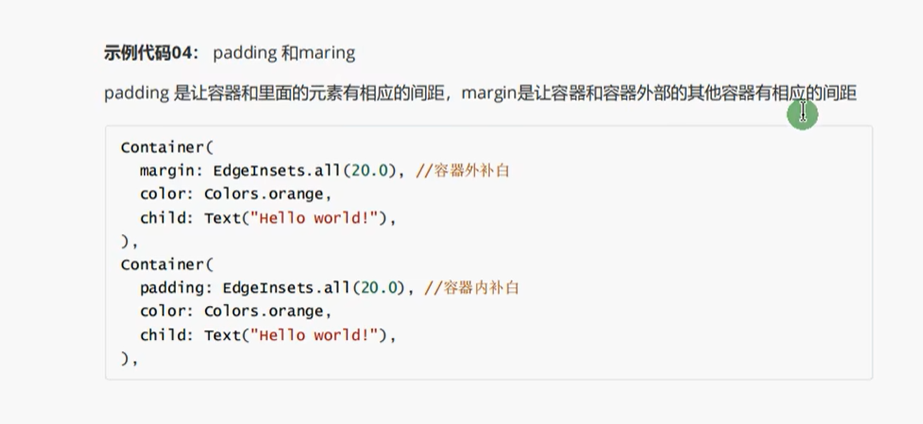 示例代码04： padding 和maring
padding 是让容器和里面的元素有相应的间距，margin是让容器和容器外部的其他容器有相应的间距
Container(
  margin: EdgeInsets.all(20.0), //容器外补白
  color: Colors.orange,
  child: Text("Hello world!"),
),
Container(
  padding: EdgeInsets.all(20.0), //容器内补白
  color: Colors.orange,
  child: Text("Hello world!"),
),